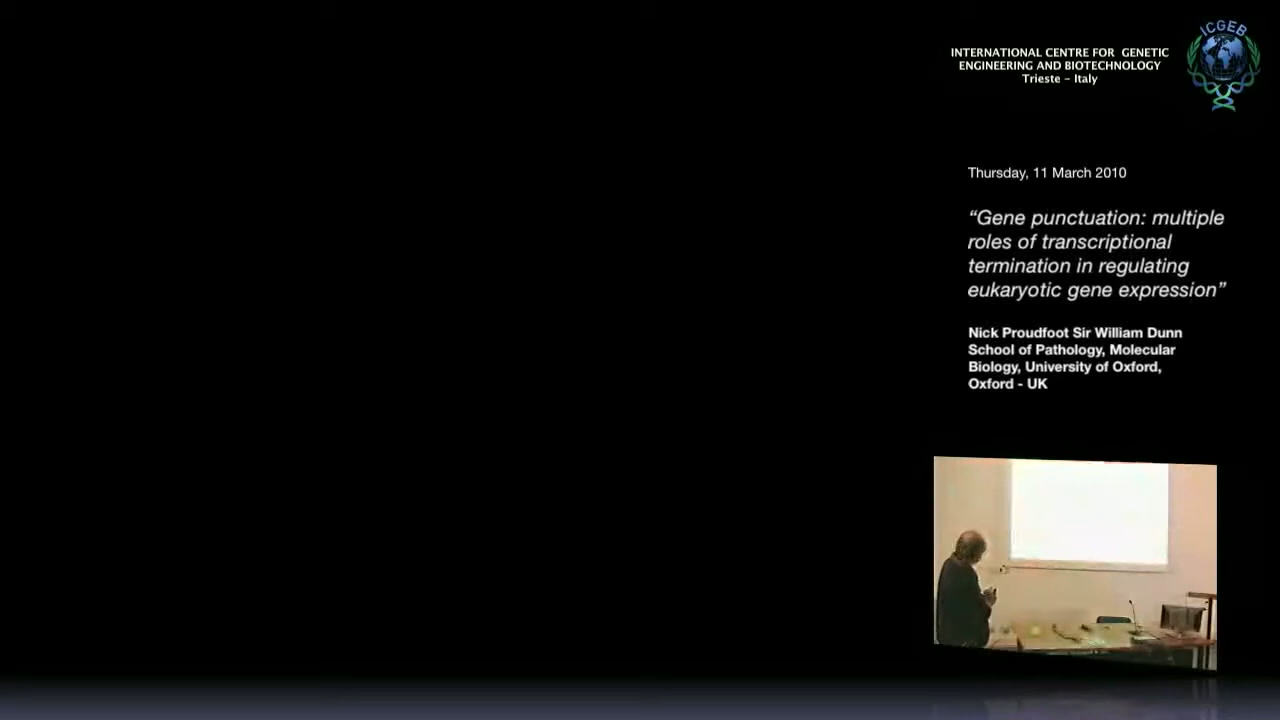 ICGEB
INTERNATIONAL CENTRE FOR GENETIC
ENGINEERING AND BIOTECHNOLOGY
Trieste - Italy
Thursday, 11 March 2010
“Gene punctuation: multiple
roles of transcriptional
termination in regulating
eukaryotic gene expression”
Nick Proudfoot Sir William Dunn
School of Pathology, Molecular
Biology, University of Oxford,
Oxford - UK